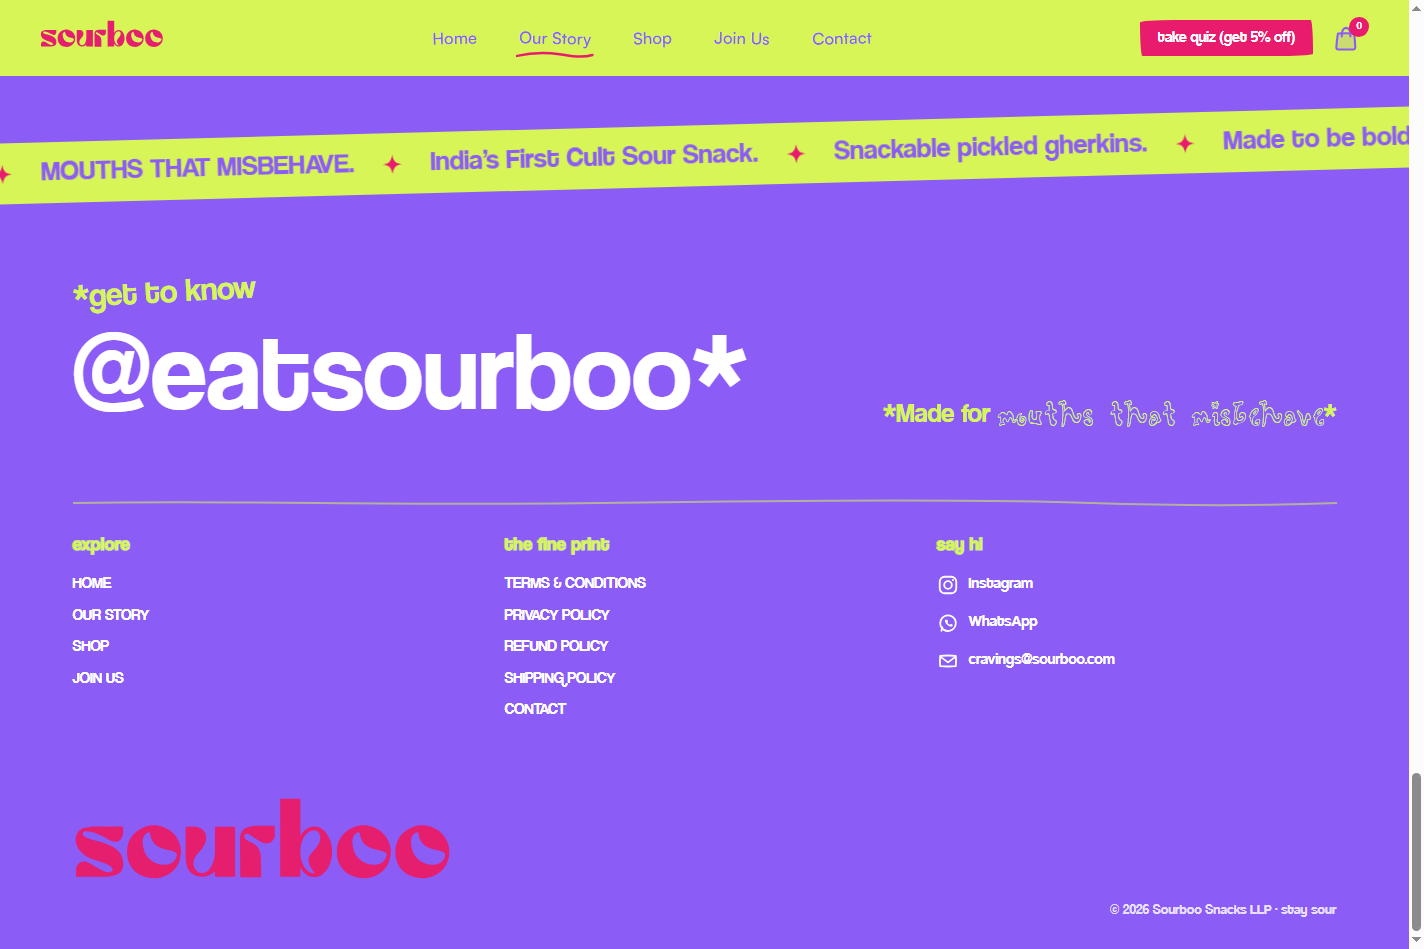 sourboo
Home Our Story Shop Join Us Contact
take quiz (get 5% off)
0
MOUTHS THAT MISBEHAVE. India's First Cult Sour Snack. Snackable pickled gherkins. Made to be bold
*get to know
@eatsourboo*
*Made for mouths that misbehave*
explore
HOME
OUR STORY
SHOP
JOIN US
the fine print
TERMS & CONDITIONS
PRIVACY POLICY
REFUND POLICY
SHIPPING POLICY
CONTACT
say hi
Instagram
WhatsApp
cravings@sourboo.com
sourboo
© 2026 Sourboo Snacks LLP · stay sour